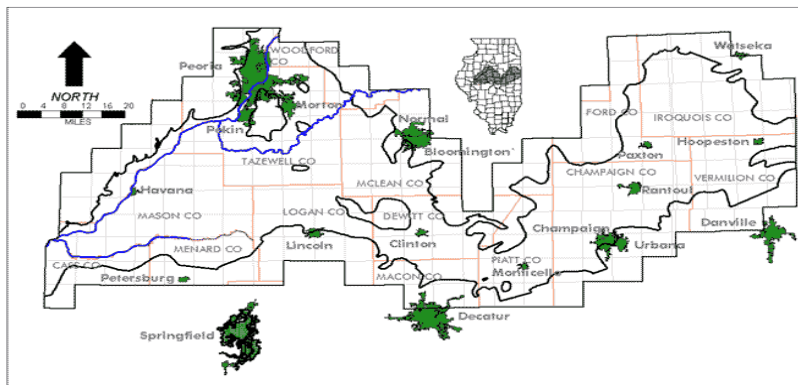 WOODFORD
CO
Watseka
Peoria
NORTH
0 4 8 12 16 20
MILES
Morton
Pekin
Normal
Bloomington
FORD CO
IROQUOIS CO
Paxton
Hoopeston
TAZEWELL CO
CHAMPAIGN CO
VERMILION CO
MCLEAN CO
Rantoul
Havana
MASON CO
LOGAN CO
DEWITT CO
Danville
Champaign
Urbana
Lincoln
Clinton
MENARD CO
PIATT CO
CASS CO
Monticello
Petersburg
MACON CO
Decatur
Springfield